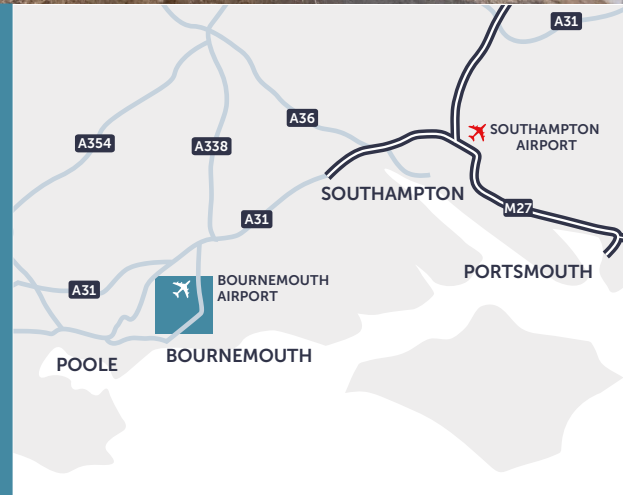 A31
A36
SOUTHAMPTON
AIRPORT
A354
A338
SOUTHAMPTON
M27
A31
PORTSMOUTH
BOURNEMOUTH
AIRPORT
A31
BOURNEMOUTH
POOLE